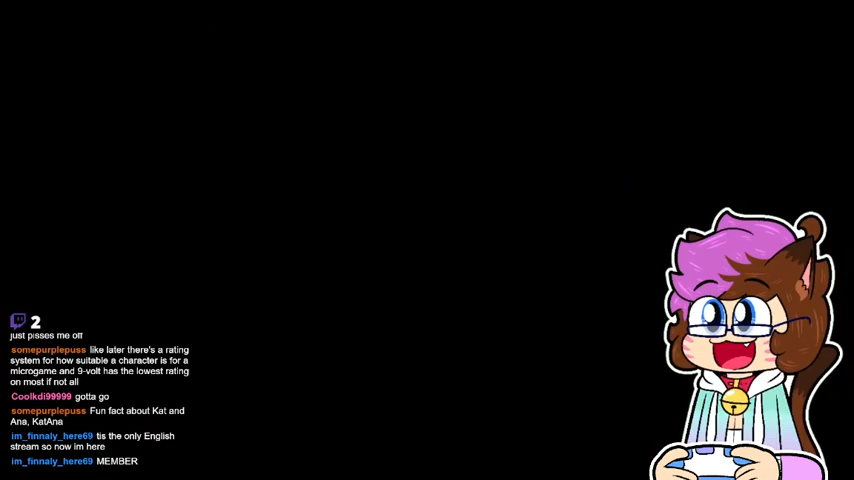 2
just pisses me off
somepurplepuss like later there's a rating
system for how suitable a character is for a
microgame and 9-volt has the lowest rating
on most if not all
Coolkdi99999 gotta go
somepurplepuss Fun fact about Kat and
Ana, KatAna
im_finnaly_here69 tis the only English
stream so now im here
im_finnaly_here69 MEMBER